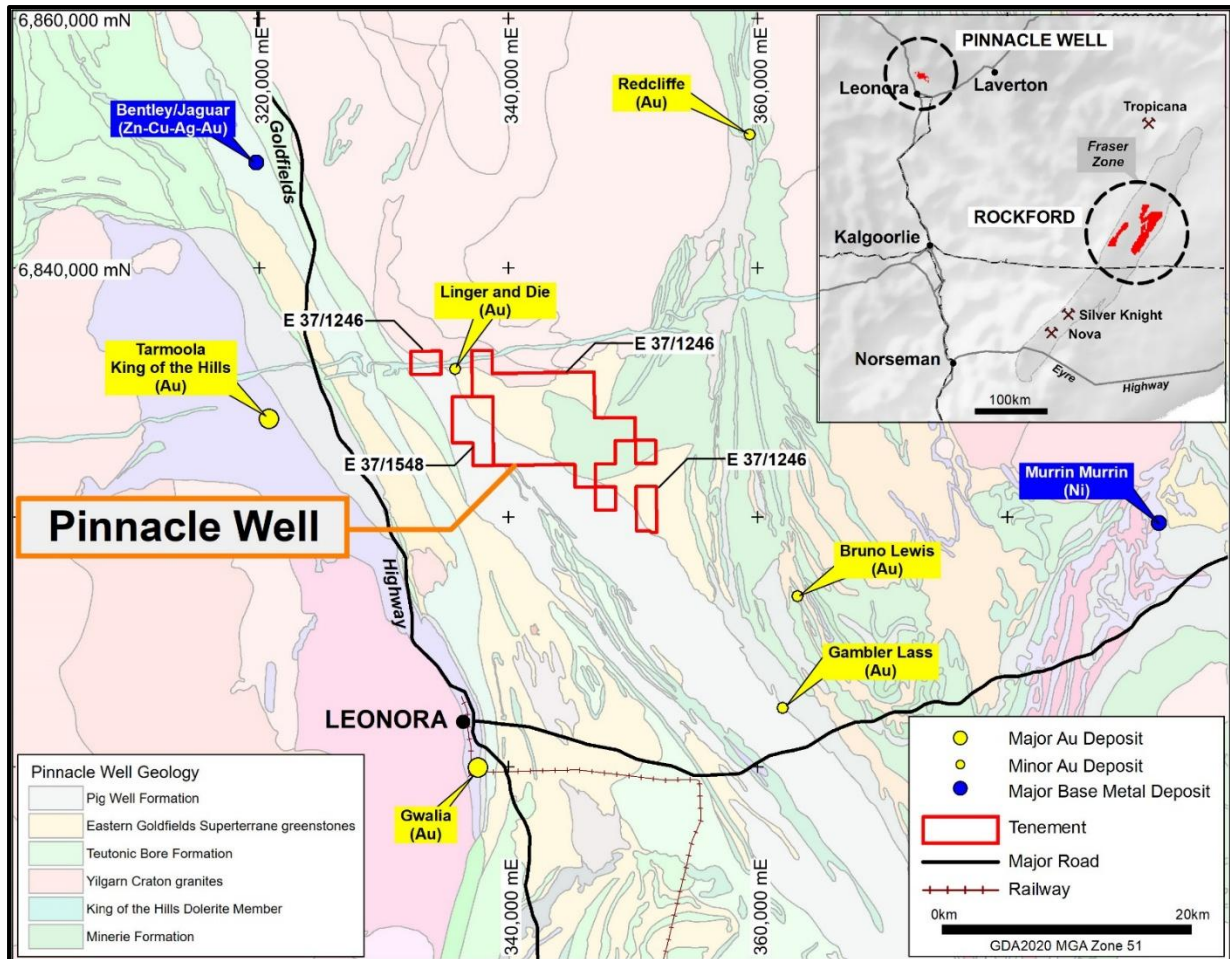 6,860,000 mN
320,000 mE
340,000 mE
360,000 mE
PINNACLE WELL
Leonora
Laverton
Tropicana
Fraser
Zone
ROCKFORD
Kalgoorlie
Silver Knight
Nova
Norseman
Eyre
Highway
100km
Bentley/Jaguar
(Zn-Cu-Ag-Au)
Goldfields
Redcliffe
(Au)
6,840,000 mN
Linger and Die
(Au)
E 37/1246
E 37/1246
Tarmoola
King of the Hills
(Au)
E 37/1548
E 37/1246
Murrin Murrin
(Ni)
Pinnacle Well
Highway
Bruno Lewis
(Au)
Gambler Lass
(Au)
LEONORA
Gwalia
(Au)
340,000 mE
360,000 mE
Pinnacle Well Geology
Pig Well Formation
Eastern Goldfields Superterrane greenstones
Teutonic Bore Formation
Yilgarn Craton granites
King of the Hills Dolerite Member
Minerie Formation
Major Au Deposit
Minor Au Deposit
Major Base Metal Deposit
Tenement
Major Road
Railway
0km
20km
GDA2020 MGA Zone 51